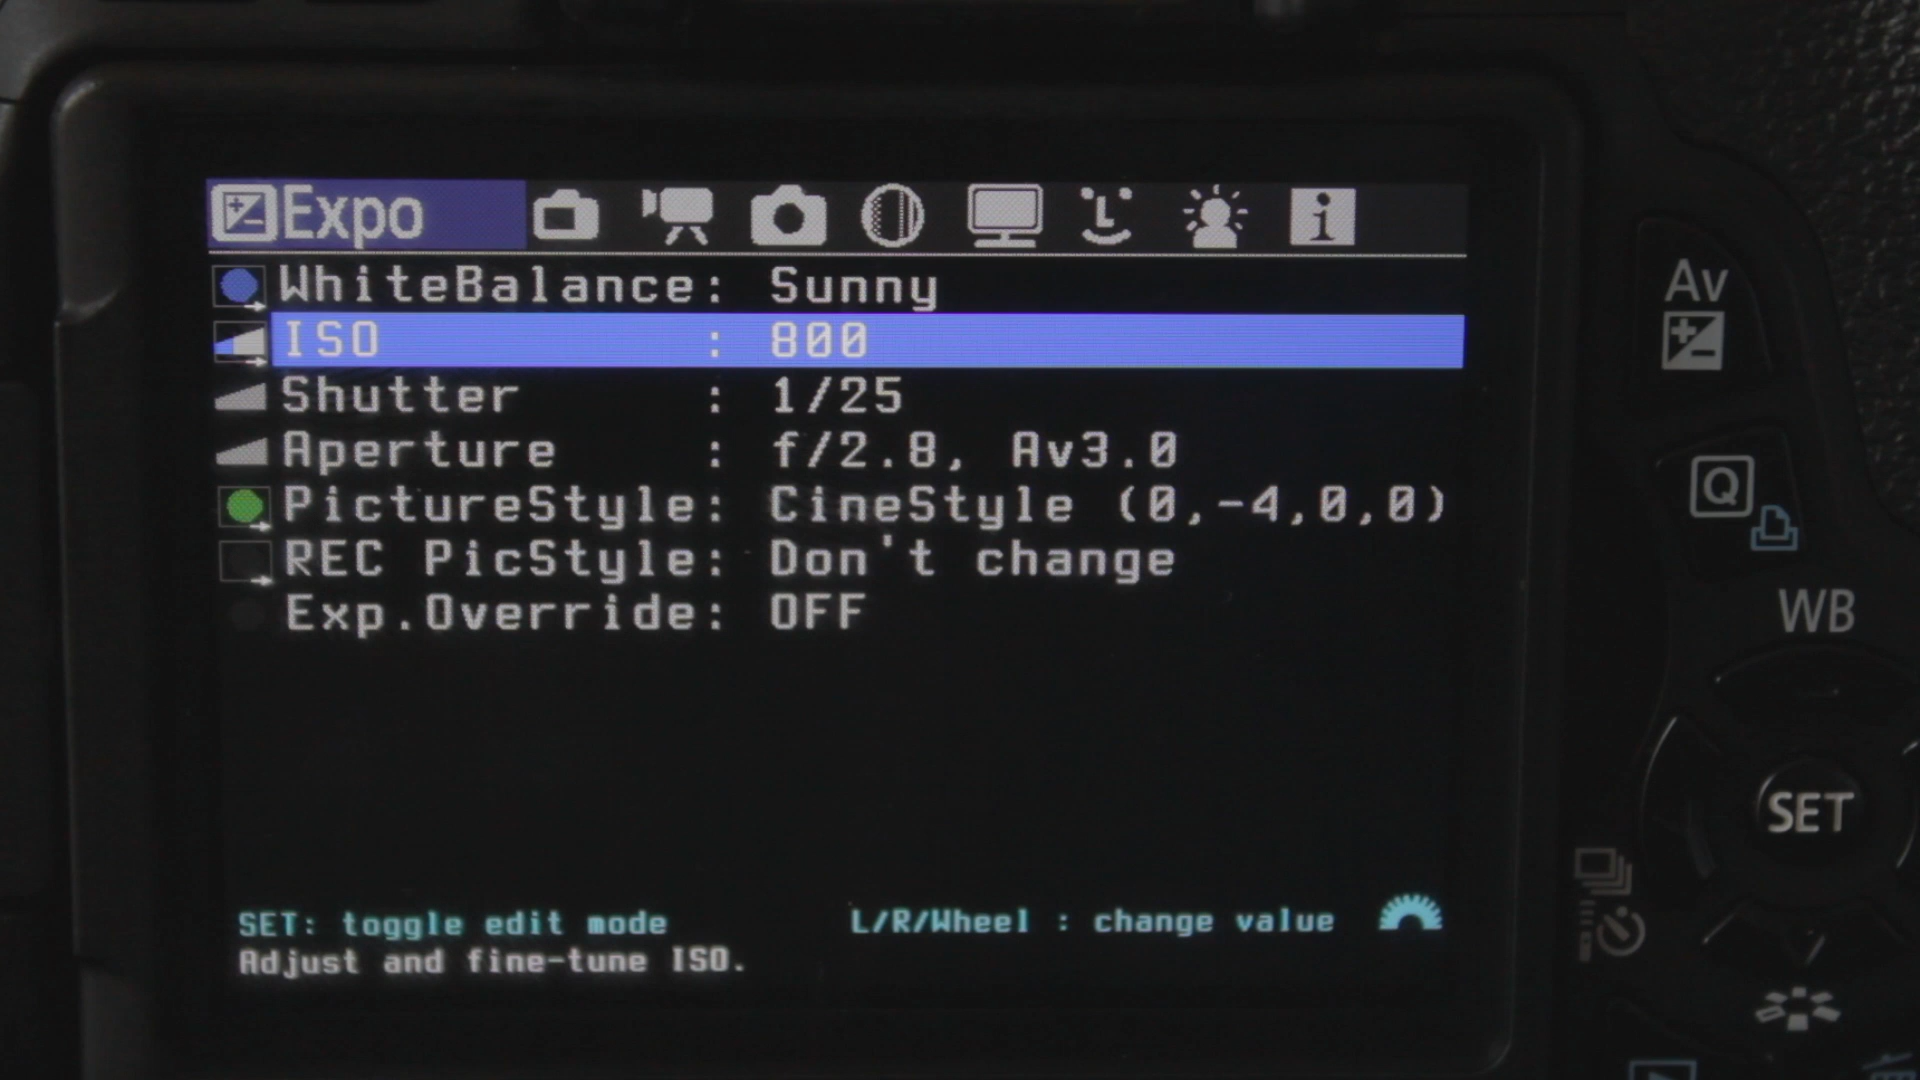 Expo
WhiteBalance: Sunny
ISO : 800
Shutter : 1/25
Aperture : f/2.8, Av3.0
PictureStyle: CineStyle (0,-4,0,0)
REC PicStyle: Don't change
Exp.Override: OFF
SET: toggle edit mode L/R/Wheel : change value
Adjust and fine-tune ISO.
Av
Q
WB
SET